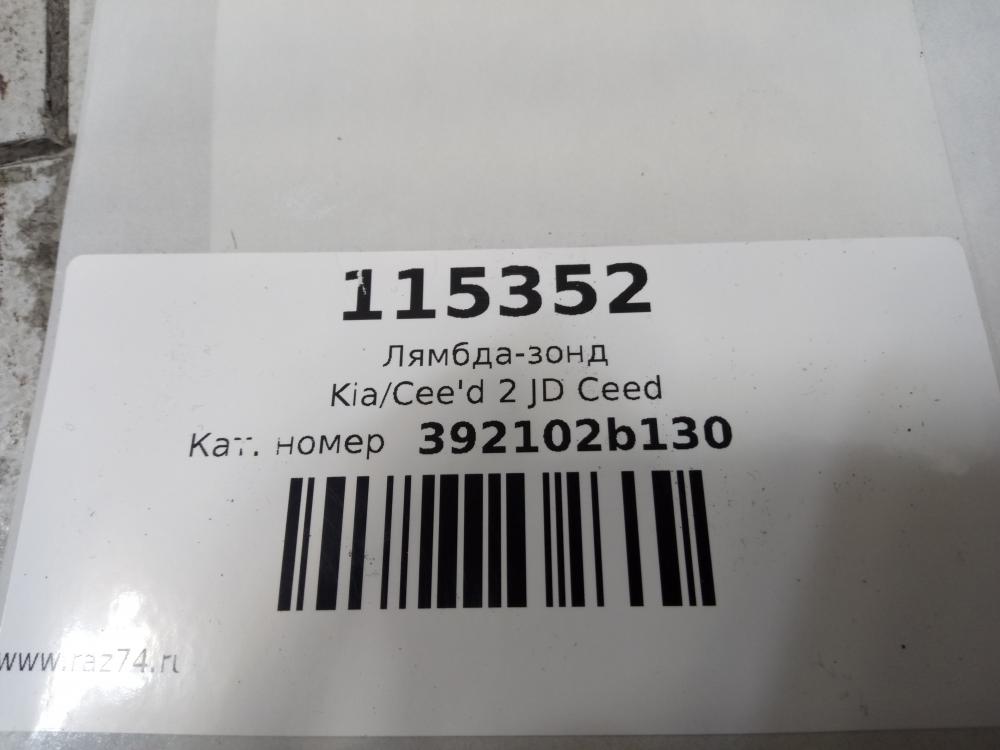 115352
Лямбда-зонд
Kia/Cee'd 2 JD Ceed
Кат. номер 392102b130
www.raz74.ru